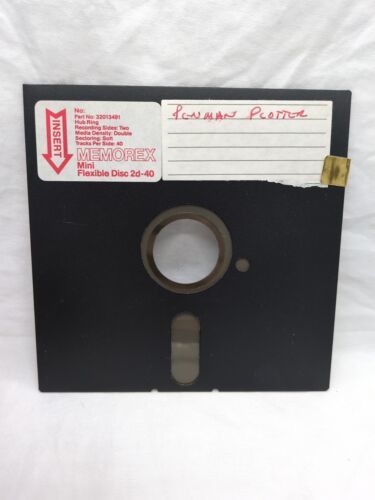 INSERT
No:
Part No: 32013491
Hub Ring
Recording Sides: Two
Media Density: Double
Sectoring: Soft
Tracks Per Side: 40
MEMOREX
Mini
Flexible Disc 2d-40
PENMAN PLOTTER